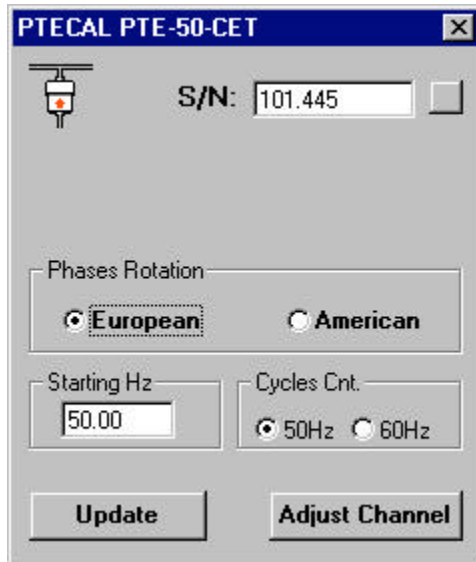 PTECAL PTE-50-CET
S/N: 101.445
Phases Rotation
European American
Starting Hz Cycles Cnt.
50.00 50Hz 60Hz
Update Adjust Channel